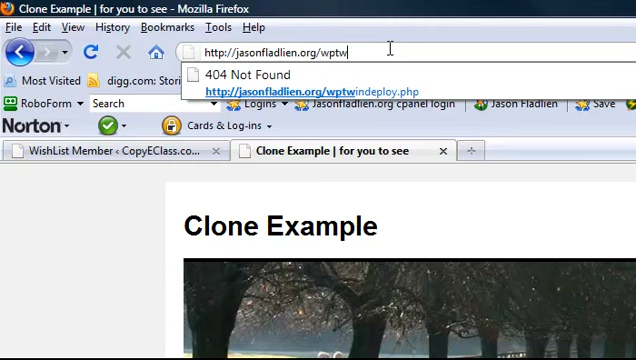 Clone Example | for you to see - Mozilla Firefox
File Edit View History Bookmarks Tools Help
http://jasonfladlien.org/wptw
404 Not Found
http://jasonfladlien.org/wptwindeploy.php
Most Visited digg.com: Stori
RoboForm Search Logins Jasonfladlien.org cpanel login Jason Fladlien Save
Norton Cards & Log-ins
WishList Member ‹ CopyEClass.co... Clone Example | for you to see
Clone Example